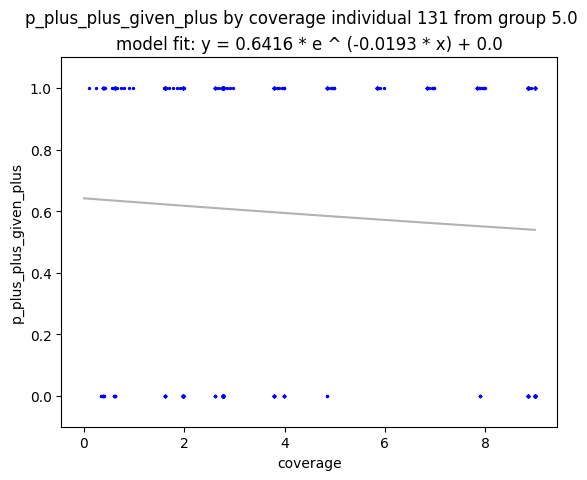 p_plus_plus_given_plus by coverage individual 131 from group 5.0
model fit: y = 0.6416 * e ^ (-0.0193 * x) + 0.0
1.0
0.8
0.6
0.4
0.2
0.0
p_plus_plus_given_plus
0 2 4 6 8
coverage